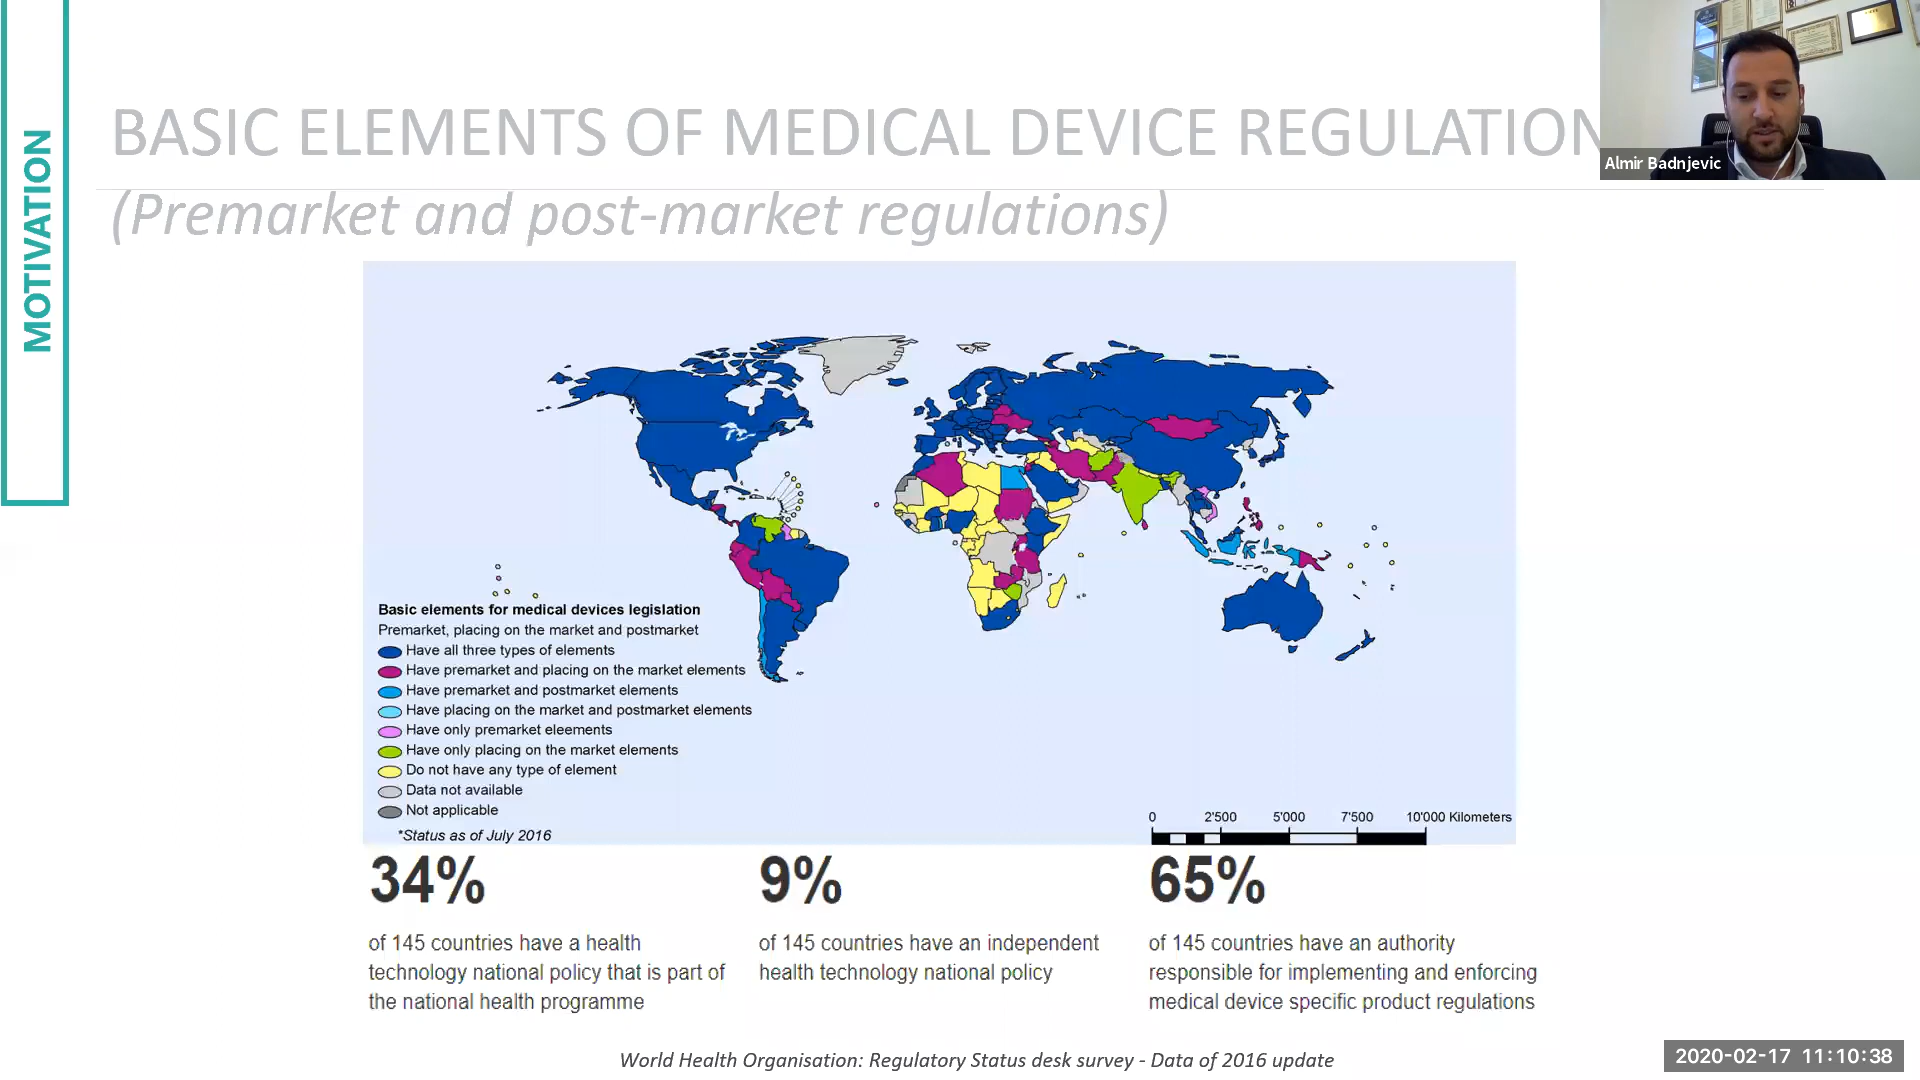 MOTIVATION
BASIC ELEMENTS OF MEDICAL DEVICE REGULATION
(Premarket and post-market regulations)
Almir Badnjevic
Basic elements for medical devices legislation
Premarket, placing on the market and postmarket
Have all three types of elements
Have premarket and placing on the market elements
Have premarket and postmarket elements
Have placing on the market and postmarket elements
Have only premarket eleements
Have only placing on the market elements
Do not have any type of element
Data not available
Not applicable
*Status as of July 2016
0 2'500 5'000 7'500 10'000 Kilometers
34%
of 145 countries have a health
technology national policy that is part of
the national health programme
9%
of 145 countries have an independent
health technology national policy
65%
of 145 countries have an authority
responsible for implementing and enforcing
medical device specific product regulations
World Health Organisation: Regulatory Status desk survey - Data of 2016 update
2020-02-17 11:10:38